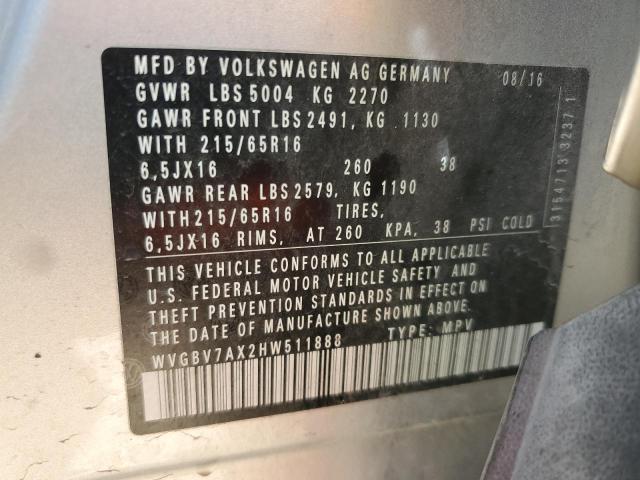 MFD BY VOLKSWAGEN AG GERMANY 08/16
GVWR LBS 5004 KG 2270
GAWR FRONT LBS 2491, KG 1130
WITH 215/65R16
6,5JX16 260 38
GAWR REAR LBS 2579, KG 1190
WITH 215/65R16 TIRES,
6,5JX16 RIMS, AT 260 KPA, 38 PSI COLD
THIS VEHICLE CONFORMS TO ALL APPLICABLE
U.S. FEDERAL MOTOR VEHICLE SAFETY AND
THEFT PREVENTION STANDARDS IN EFFECT ON
THE DATE OF MANUFACTURE SHOWN ABOVE.
WVGBV7AX2HW511888 TYPE: MPV
3154713 3237 1